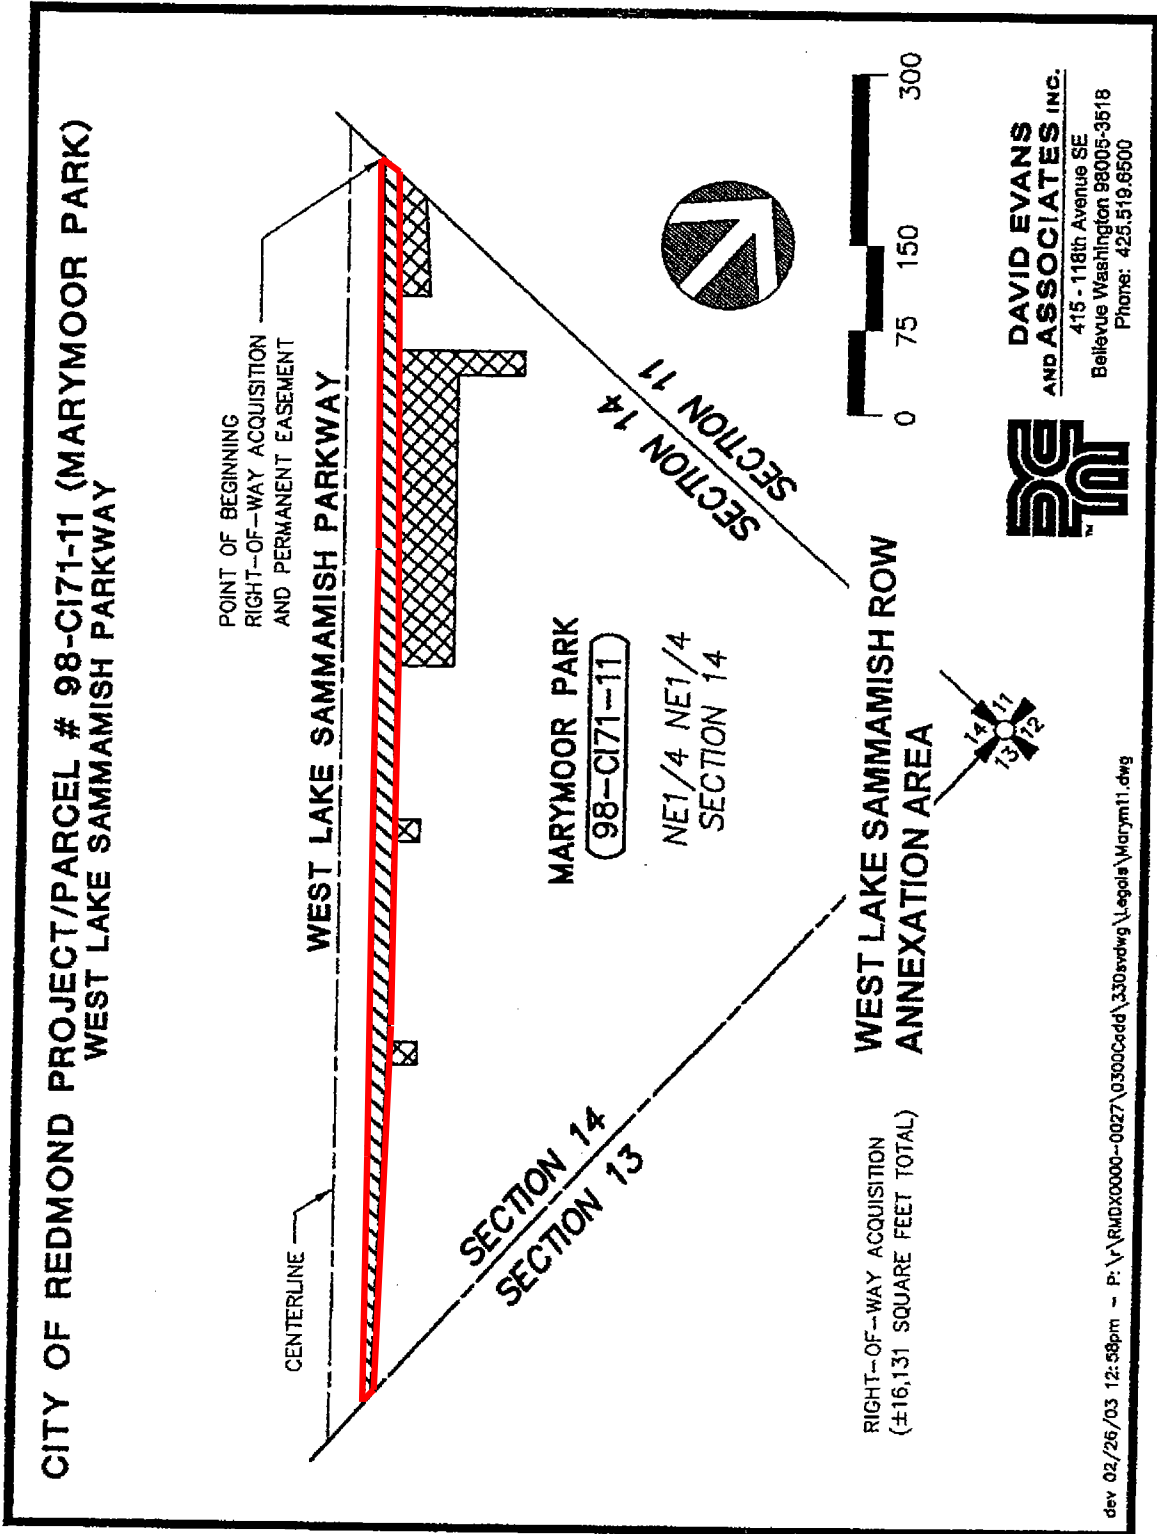 CITY OF REDMOND PROJECT/PARCEL # 98-CI71-11 (MARYMOOR PARK)
WEST LAKE SAMMAMISH PARKWAY
POINT OF BEGINNING
RIGHT-OF-WAY ACQUISITION
AND PERMANENT EASEMENT
CENTERLINE
WEST LAKE SAMMAMISH PARKWAY
MARYMOOR PARK
98-CI71-11
NE1/4 NE1/4
SECTION 14
SECTION 14
SECTION 13
SECTION 14
SECTION 11
4
11
RIGHT-OF-WAY ACQUISITION
(±16,131 SQUARE FEET TOTAL)
WEST LAKE SAMMAMISH ROW
ANNEXATION AREA
14
11
13
12
0
75
150
300
DAVID EVANS
AND ASSOCIATES INC.
415 - 118th Avenue SE
Bellevue Washington 98005-3518
Phone: 425.519.6500
TM
dev 02/26/03 12:58pm - P:\r\RMDX0000-0027\0300Cadd\330svdwg\Legals\Marym11.dwg